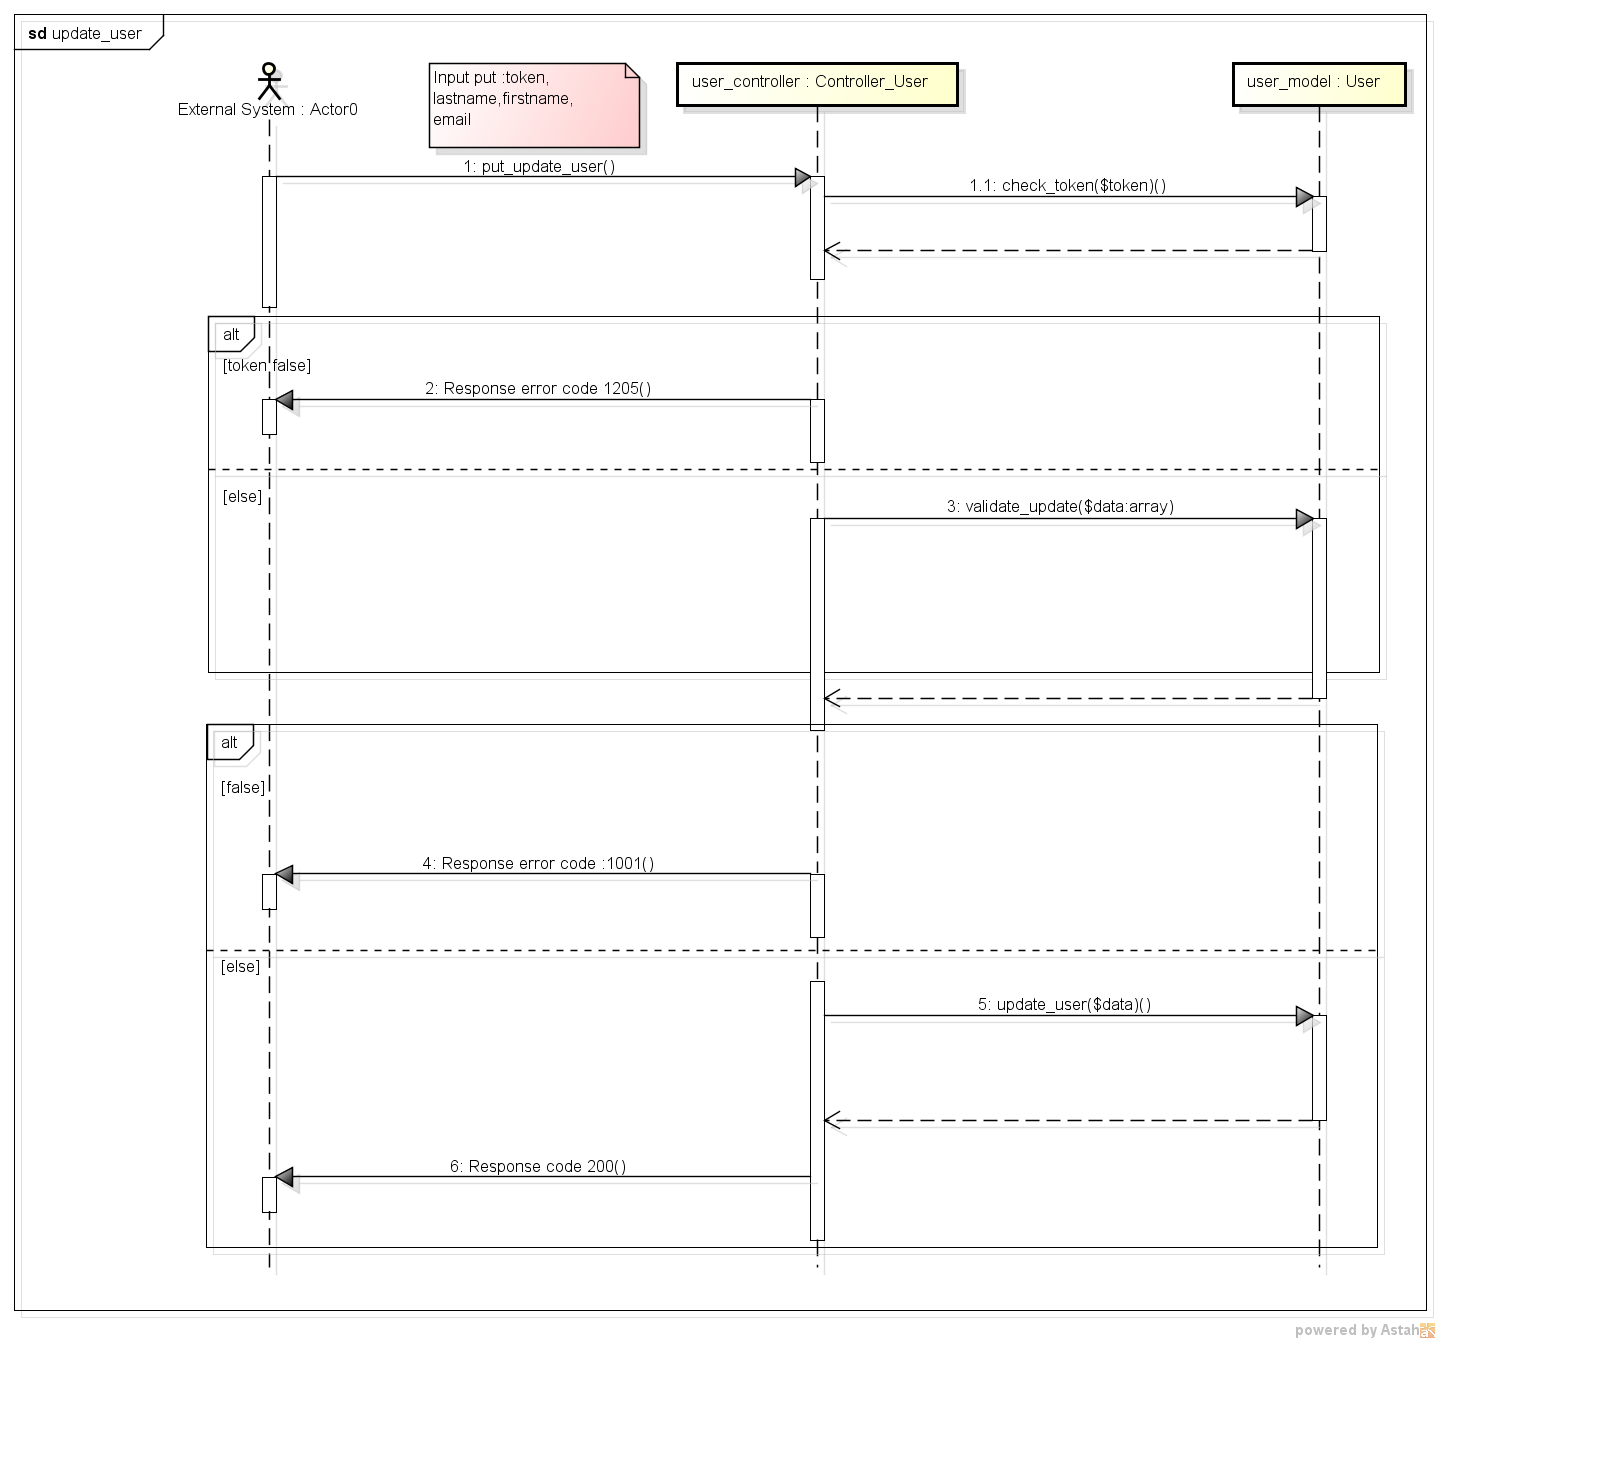 sd update_user
External System : Actor0
Input put :token,
lastname,firstname,
email
user_controller : Controller_User
user_model : User
1: put_update_user()
1.1: check_token($token)()
alt
[token false]
2: Response error code 1205()
[else]
3: validate_update($data:array)
alt
[false]
4: Response error code :1001()
[else]
5: update_user($data)()
6: Response code 200()
powered by Astah